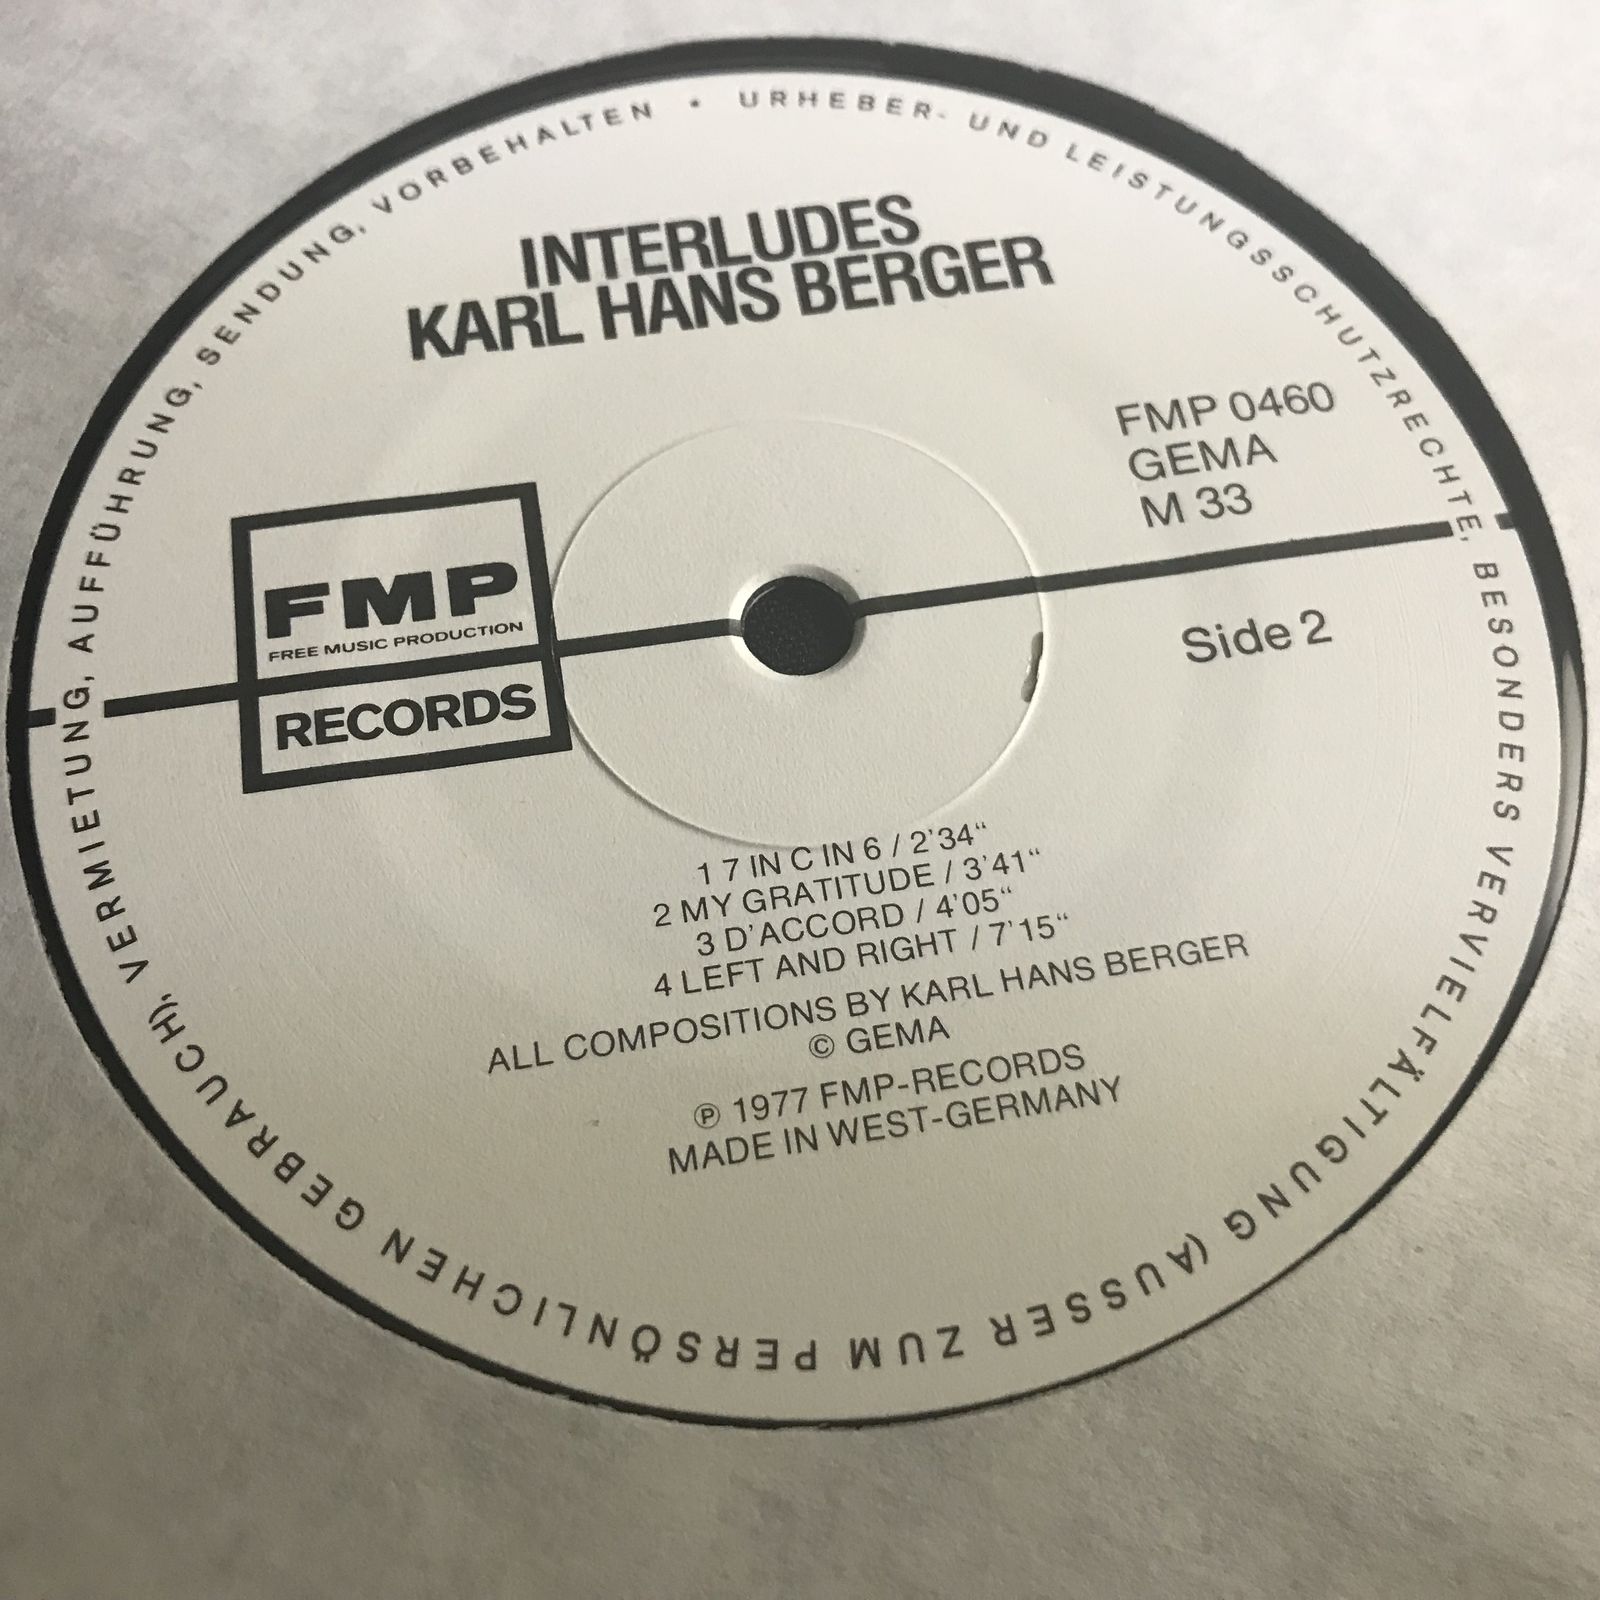 URHEBER- UND LEISTUNGSSCHUTZRECHTE, BESONDERS VERVIELFÄLTIGUNG (AUSSER ZUM PERSÖNLICHEN GEBRAUCH), VERMIETUNG, AUFFÜHRUNG, SENDUNG, VORBEHALTEN •
INTERLUDES
KARL HANS BERGER
FMP 0460
GEMA
M 33
FMP
FREE MUSIC PRODUCTION
RECORDS
Side 2
1 7 IN C IN 6 / 2'34“
2 MY GRATITUDE / 3'41“
3 D'ACCORD / 4'05“
4 LEFT AND RIGHT / 7'15“
ALL COMPOSITIONS BY KARL HANS BERGER
© GEMA
℗ 1977 FMP-RECORDS
MADE IN WEST-GERMANY